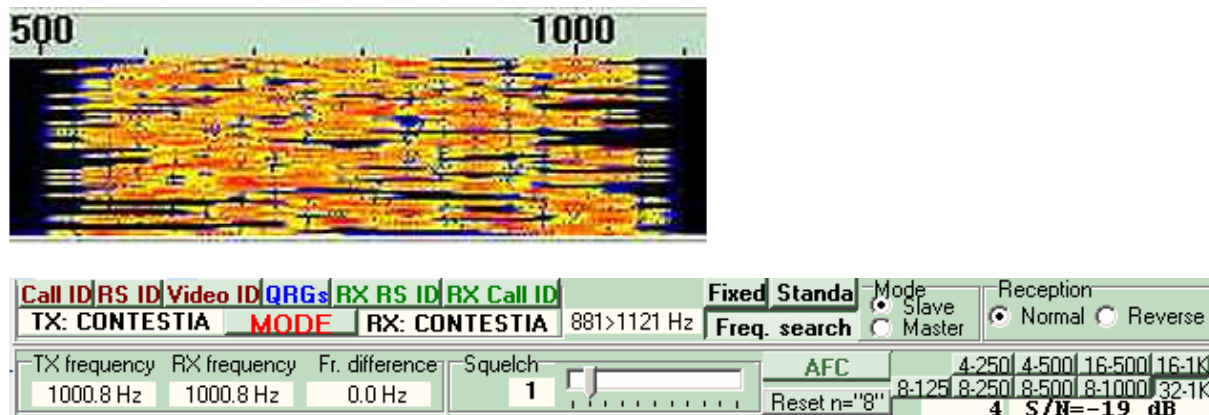 500 1000
Call ID RS ID Video ID QRGs RX RS ID RX Call ID Fixed Standa Mode Reception
TX: CONTESTIA MODE RX: CONTESTIA 881>1121 Hz Freq. search Slave Master Normal Reverse
TX frequency RX frequency Fr. difference Squelch AFC 4-250 4-500 16-500 16-1K
1000.8 Hz 1000.8 Hz 0.0 Hz 1 Reset n="8" 8-125 8-250 8-500 8-1000 32-1K
4 S/N=-19 dB